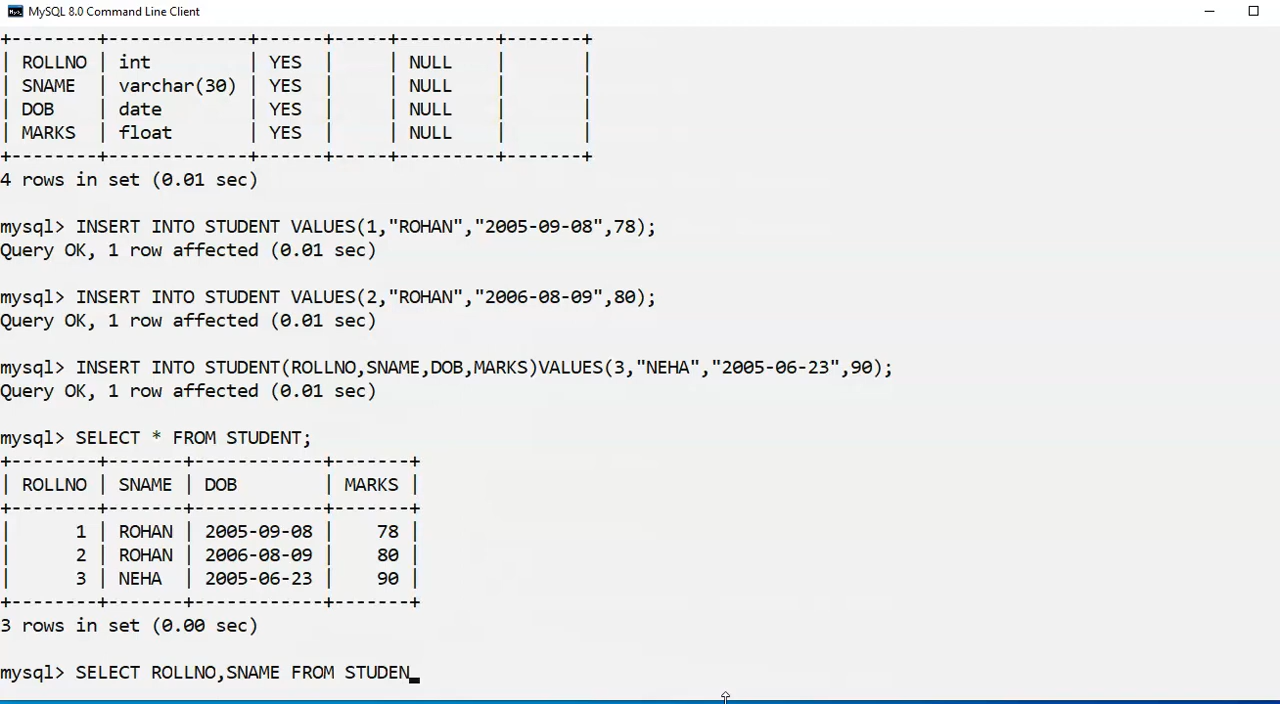 MySQL 8.0 Command Line Client
+--------+-------------+------+-----+---------+-------+
| ROLLNO | int         | YES  |     | NULL    |       |
| SNAME  | varchar(30) | YES  |     | NULL    |       |
| DOB    | date        | YES  |     | NULL    |       |
| MARKS  | float       | YES  |     | NULL    |       |
+--------+-------------+------+-----+---------+-------+
4 rows in set (0.01 sec)
mysql> INSERT INTO STUDENT VALUES(1,"ROHAN","2005-09-08",78);
Query OK, 1 row affected (0.01 sec)
mysql> INSERT INTO STUDENT VALUES(2,"ROHAN","2006-08-09",80);
Query OK, 1 row affected (0.01 sec)
mysql> INSERT INTO STUDENT(ROLLNO,SNAME,DOB,MARKS)VALUES(3,"NEHA","2005-06-23",90);
Query OK, 1 row affected (0.01 sec)
mysql> SELECT * FROM STUDENT;
+--------+-------+------------+-------+
| ROLLNO | SNAME | DOB        | MARKS |
+--------+-------+------------+-------+
|      1 | ROHAN | 2005-09-08 |    78 |
|      2 | ROHAN | 2006-08-09 |    80 |
|      3 | NEHA  | 2005-06-23 |    90 |
+--------+-------+------------+-------+
3 rows in set (0.00 sec)
mysql> SELECT ROLLNO,SNAME FROM STUDEN